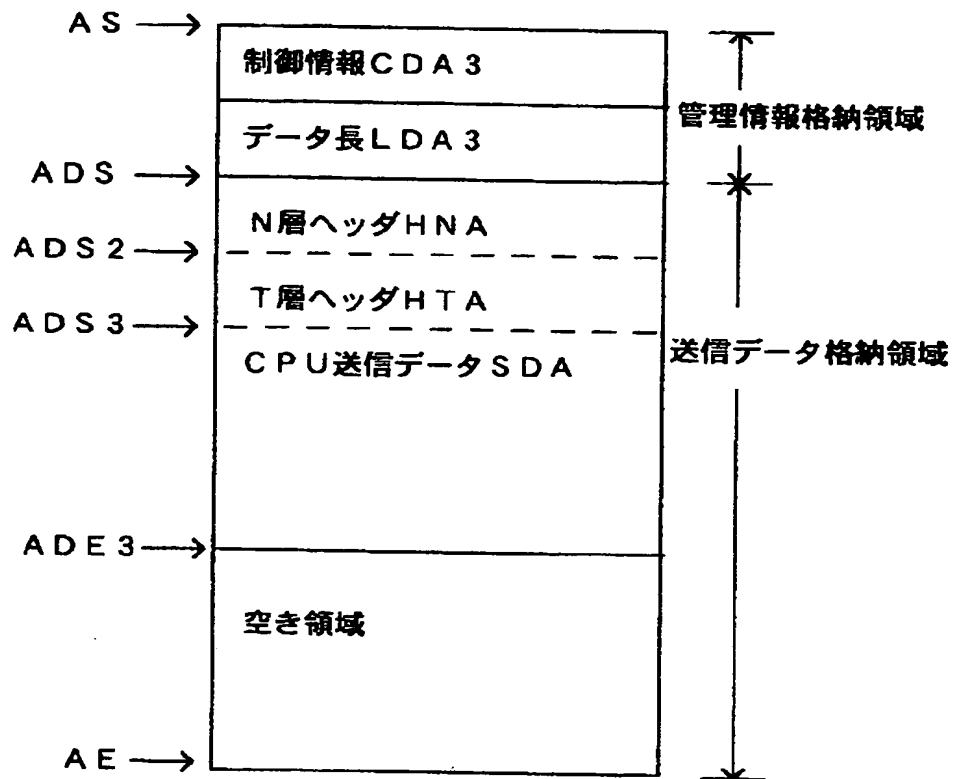 AS
制御情報CDA3
管理情報格納領域
データ長LDA3
ADS
N層ヘッダHNA
ADS2
T層ヘッダHTA
ADS3
CPU送信データSDA
送信データ格納領域
ADE3
空き領域
AE